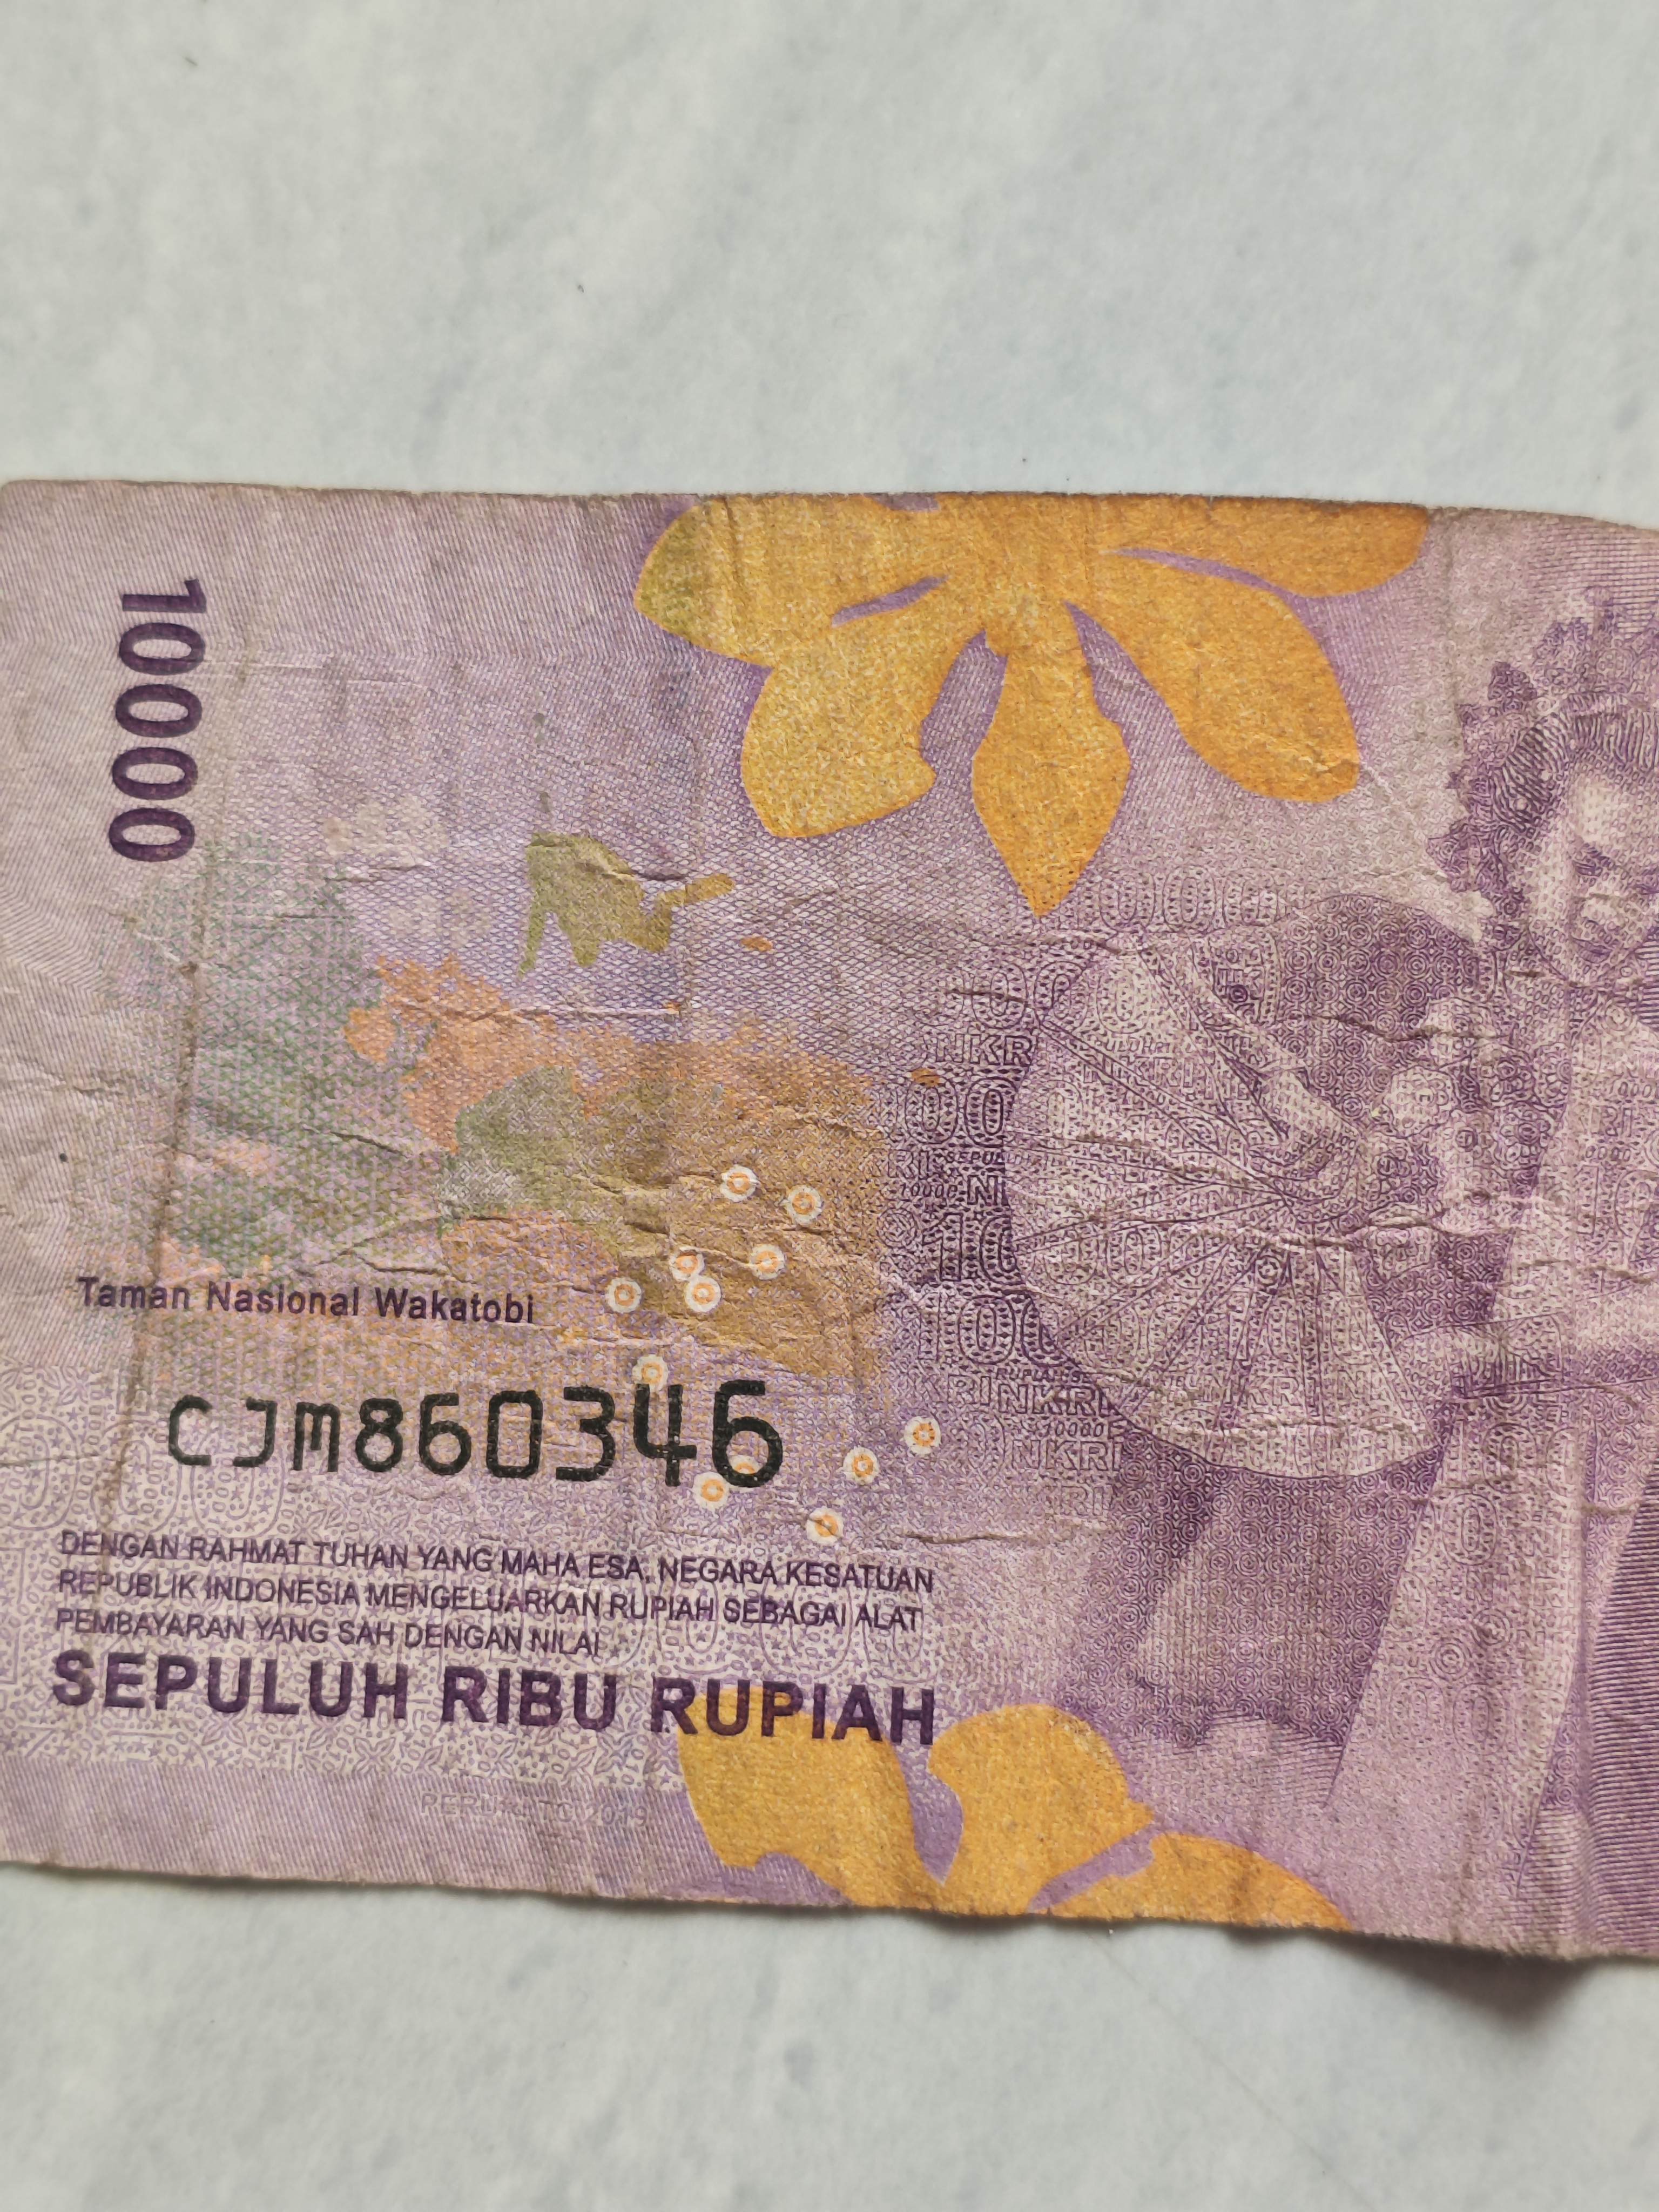 10000
Taman Nasional Wakatobi
CJM860346
DENGAN RAHMAT TUHAN YANG MAHA ESA, NEGARA KESATUAN
REPUBLIK INDONESIA MENGELUARKAN RUPIAH SEBAGAI ALAT
PEMBAYARAN YANG SAH DENGAN NILAI
SEPULUH RIBU RUPIAH
2019